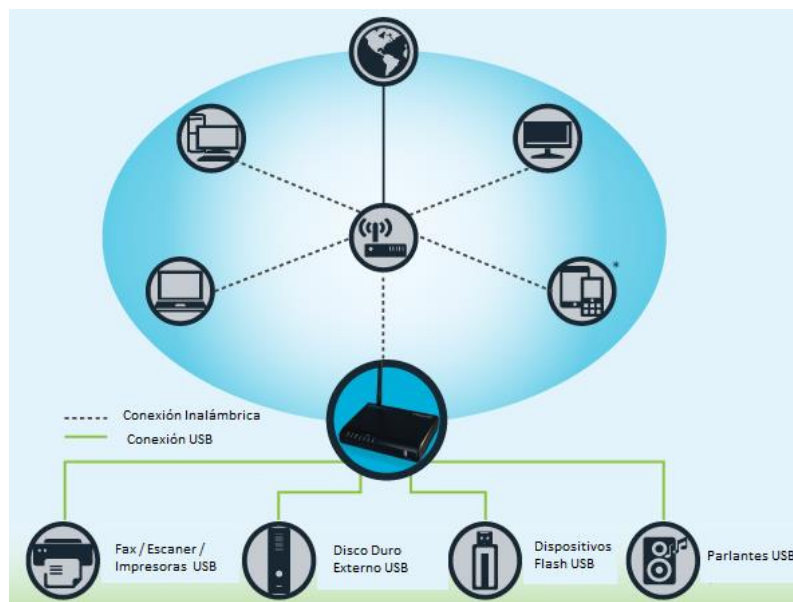 *
Conexión Inalámbrica
Conexión USB
Fax / Escaner /
Impresoras USB
Disco Duro
Externo USB
Dispositivos
Flash USB
Parlantes USB